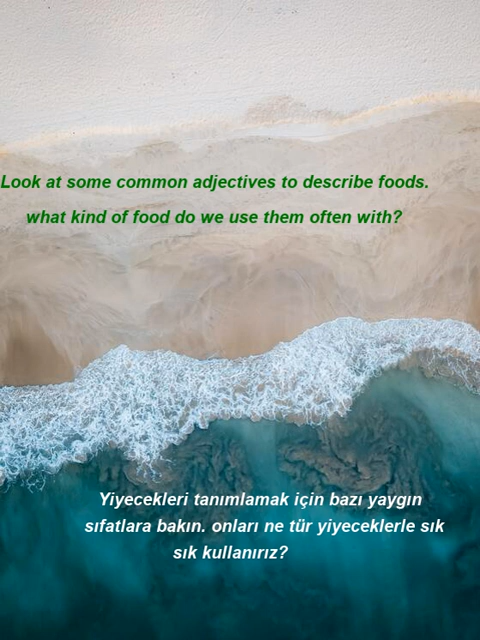 Look at some common adjectives to describe foods.
what kind of food do we use them often with?
Yiyecekleri tanımlamak için bazı yaygın
sıfatlara bakın. onları ne tür yiyeceklerle sık
sık kullanırız?